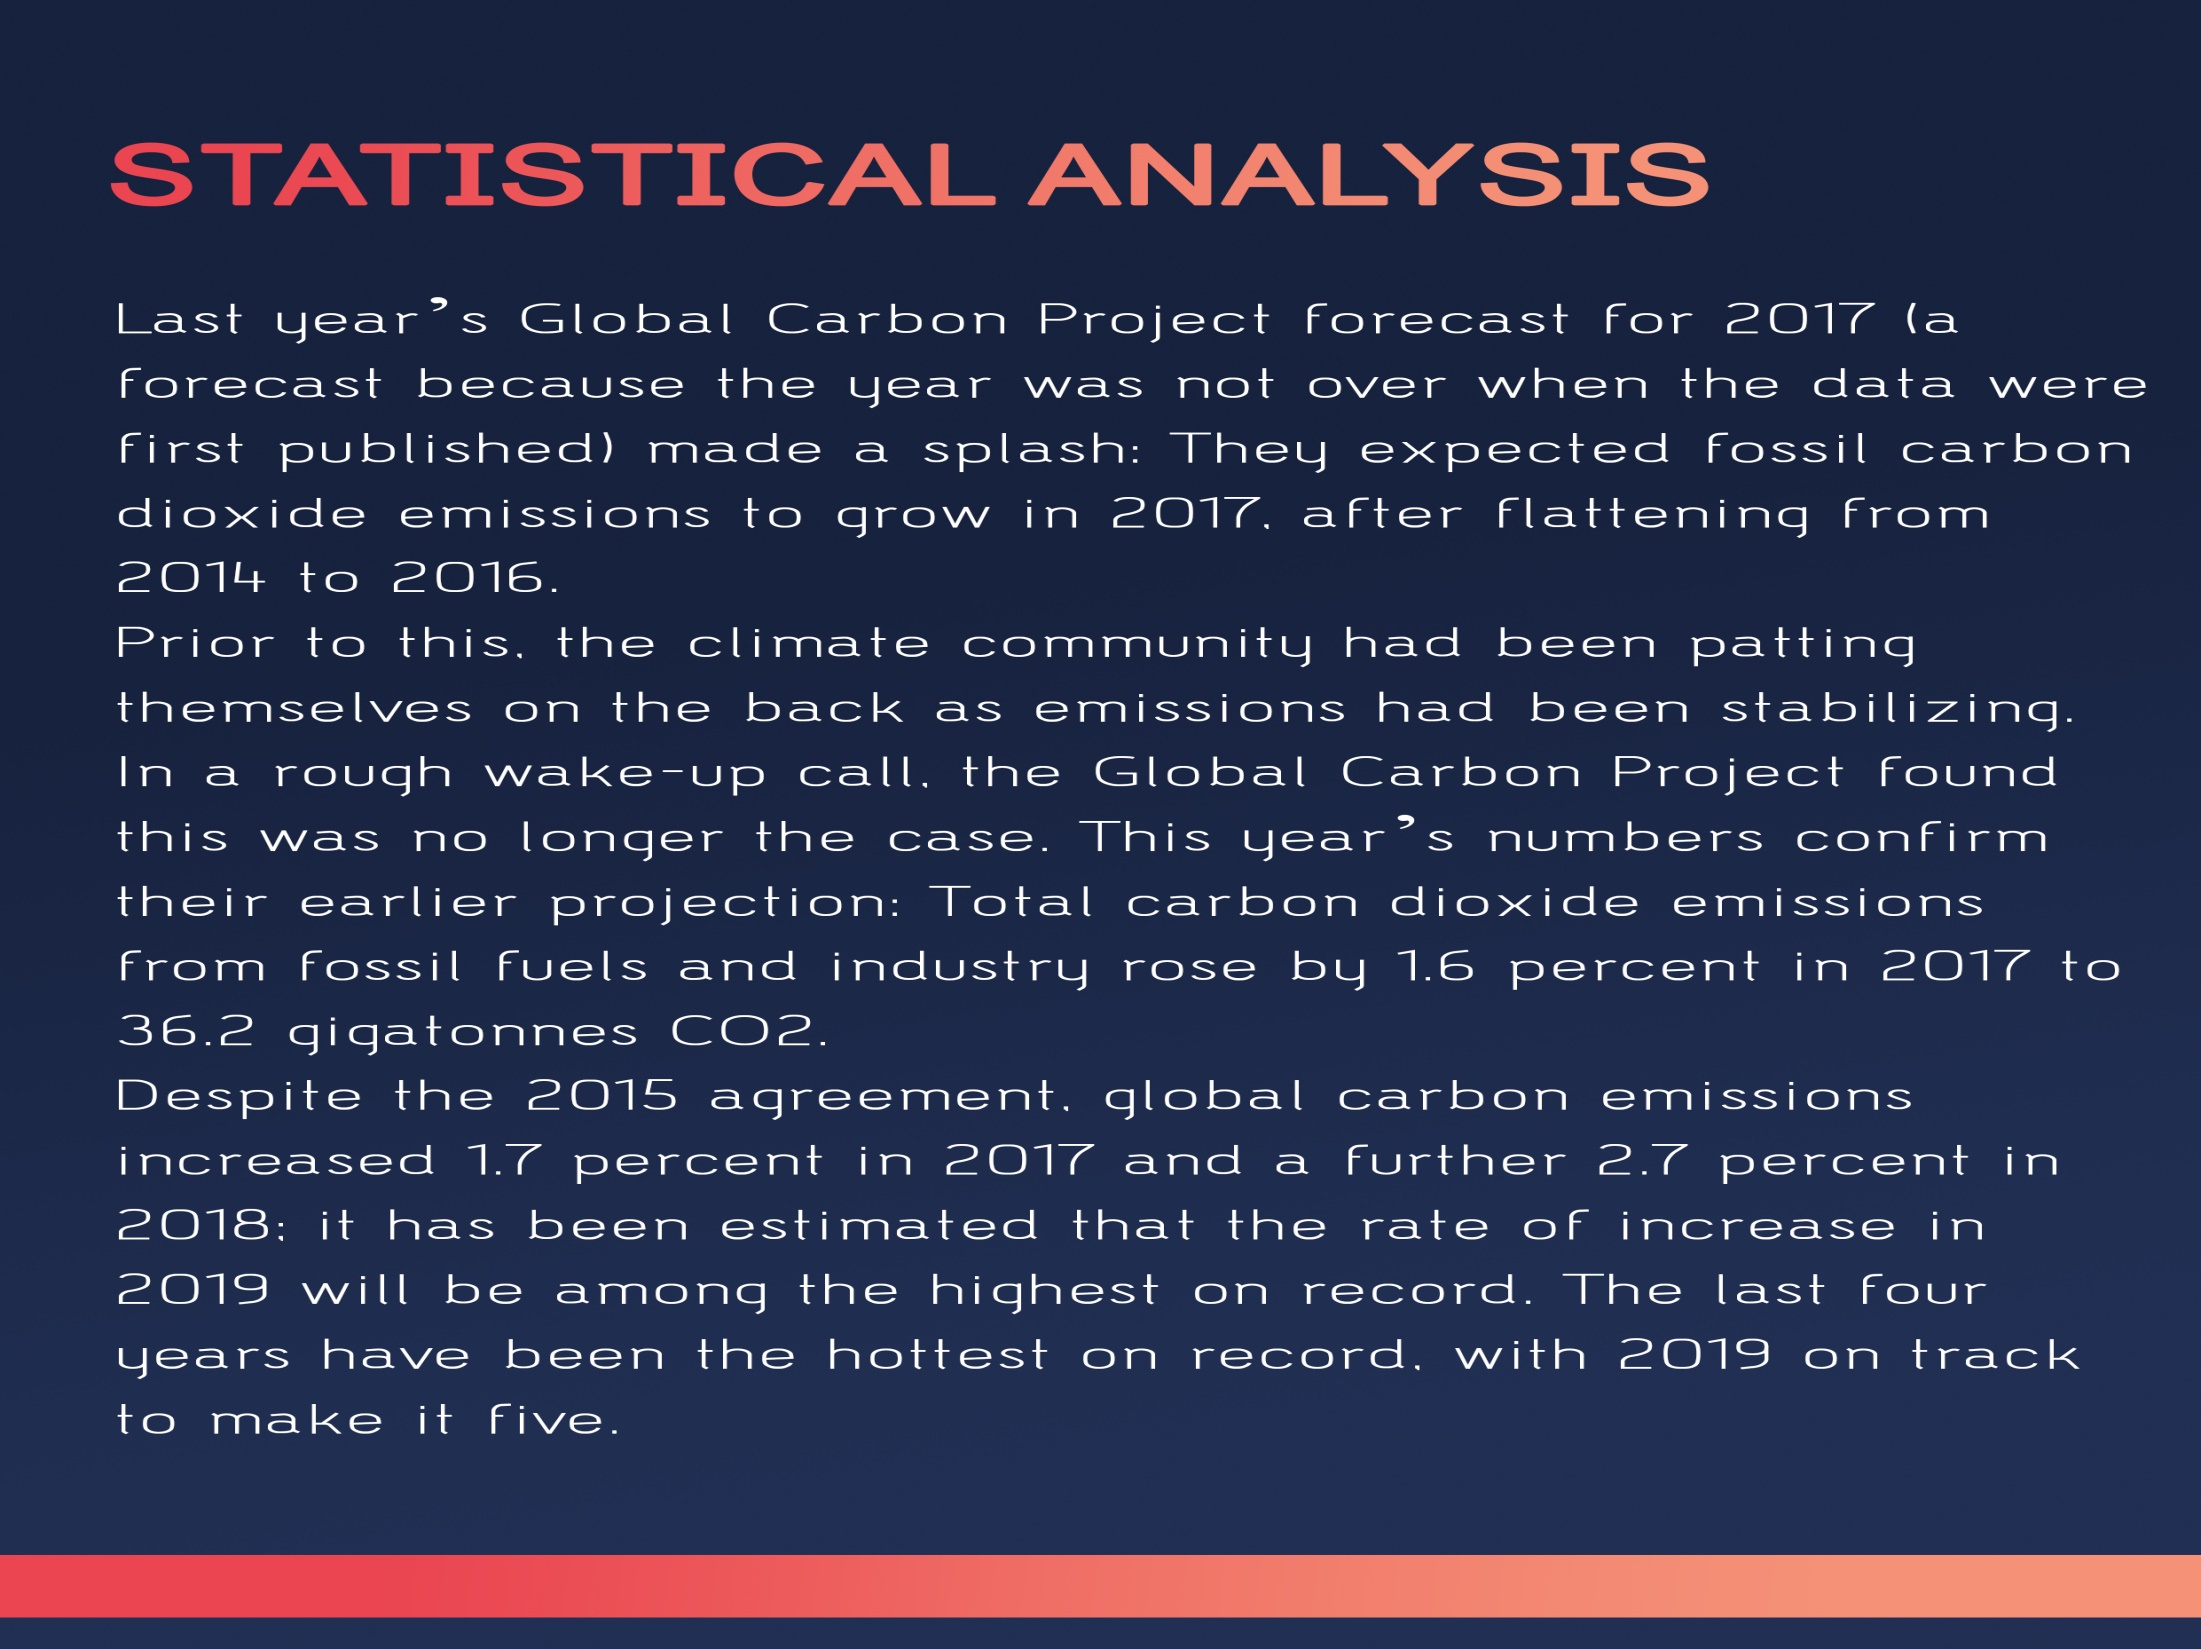 STATISTICAL ANALYSIS
Last year’s Global Carbon Project forecast for 2017 (a
forecast because the year was not over when the data were
first published) made a splash: They expected fossil carbon
dioxide emissions to grow in 2017, after flattening from
2014 to 2016.
Prior to this, the climate community had been patting
themselves on the back as emissions had been stabilizing.
In a rough wake-up call, the Global Carbon Project found
this was no longer the case. This year’s numbers confirm
their earlier projection: Total carbon dioxide emissions
from fossil fuels and industry rose by 1.6 percent in 2017 to
36.2 gigatonnes CO2.
Despite the 2015 agreement, global carbon emissions
increased 1.7 percent in 2017 and a further 2.7 percent in
2018; it has been estimated that the rate of increase in
2019 will be among the highest on record. The last four
years have been the hottest on record, with 2019 on track
to make it five.